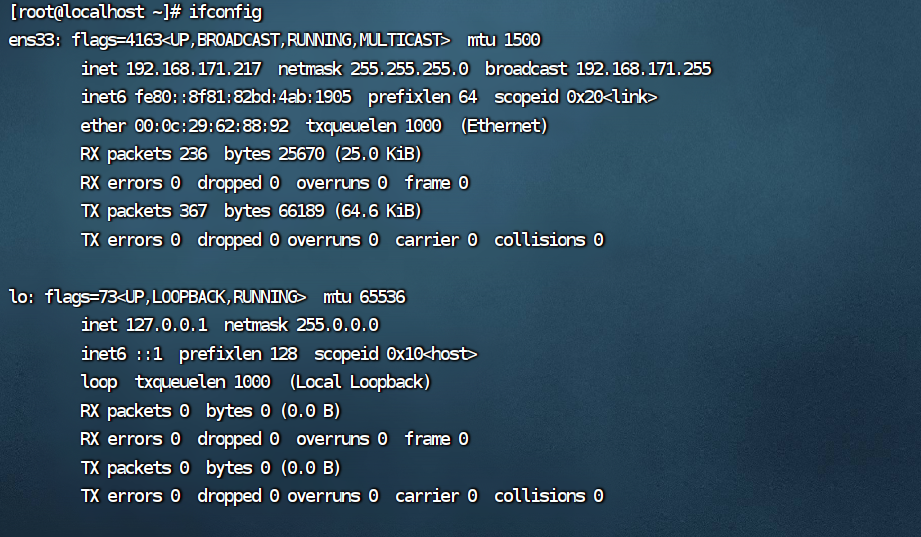 [root@localhost ~]# ifconfig
ens33: flags=4163<UP,BROADCAST,RUNNING,MULTICAST>  mtu 1500
        inet 192.168.171.217  netmask 255.255.255.0  broadcast 192.168.171.255
        inet6 fe80::8f81:82bd:4ab:1905  prefixlen 64  scopeid 0x20<link>
        ether 00:0c:29:62:88:92  txqueuelen 1000  (Ethernet)
        RX packets 236  bytes 25670 (25.0 KiB)
        RX errors 0  dropped 0  overruns 0  frame 0
        TX packets 367  bytes 66189 (64.6 KiB)
        TX errors 0  dropped 0 overruns 0  carrier 0  collisions 0

lo: flags=73<UP,LOOPBACK,RUNNING>  mtu 65536
        inet 127.0.0.1  netmask 255.0.0.0
        inet6 ::1  prefixlen 128  scopeid 0x10<host>
        loop  txqueuelen 1000  (Local Loopback)
        RX packets 0  bytes 0 (0.0 B)
        RX errors 0  dropped 0  overruns 0  frame 0
        TX packets 0  bytes 0 (0.0 B)
        TX errors 0  dropped 0 overruns 0  carrier 0  collisions 0